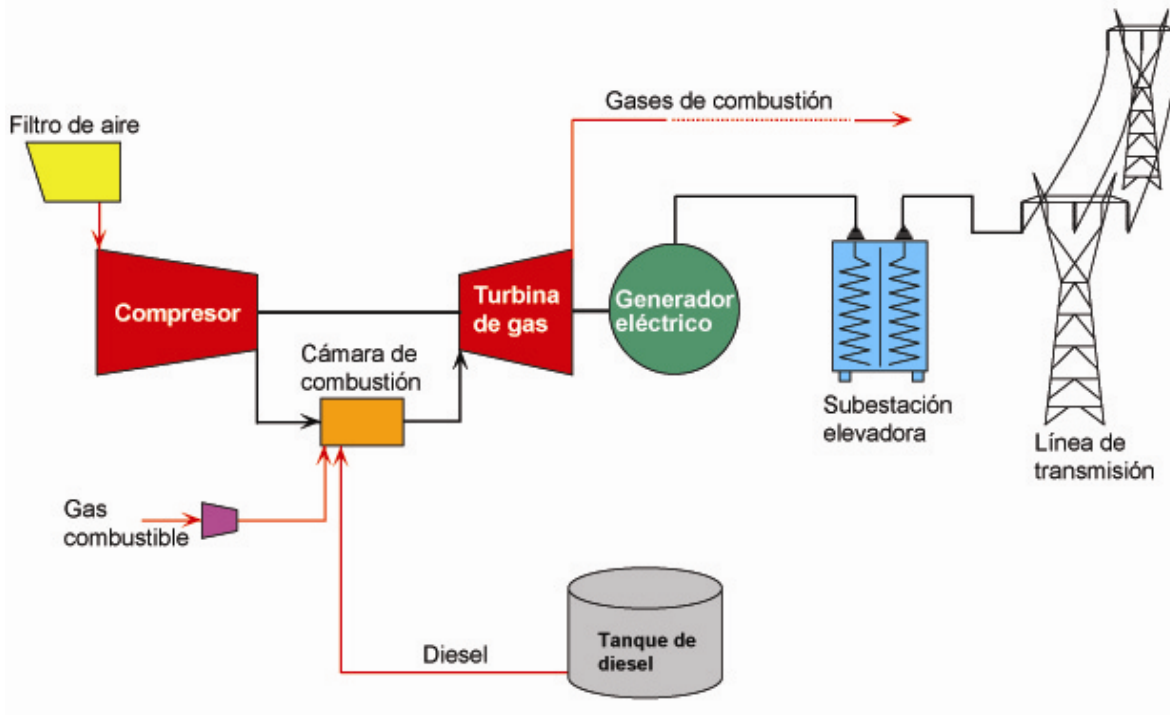 Filtro de aire
Gases de combustión
Compresor
Turbina
de gas
Generador
eléctrico
Cámara de
combustión
Subestación
elevadora
Línea de
transmisión
Gas
combustible
Diesel
Tanque de
diesel